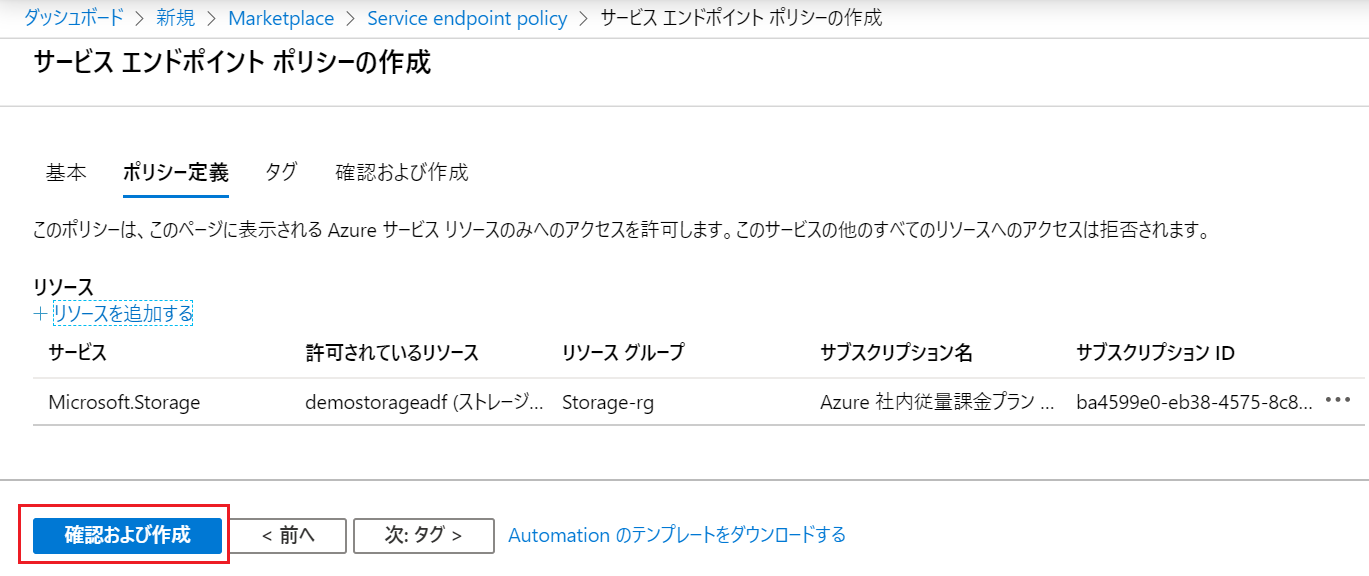 ダッシュボード > 新規 > Marketplace > Service endpoint policy > サービス エンドポイント ポリシーの作成
サービス エンドポイント ポリシーの作成
基本 ポリシー定義 タグ 確認および作成
このポリシーは、このページに表示される Azure サービス リソースのみへのアクセスを許可します。このサービスの他のすべてのリソースへのアクセスは拒否されます。
リソース
+ リソースを追加する
サービス 許可されているリソース リソース グループ サブスクリプション名 サブスクリプション ID
Microsoft.Storage demostorageadf (ストレージ... Storage-rg Azure 社内従量課金プラン ... ba4599e0-eb38-4575-8c8... •••
確認および作成 < 前へ 次: タグ > Automation のテンプレートをダウンロードする